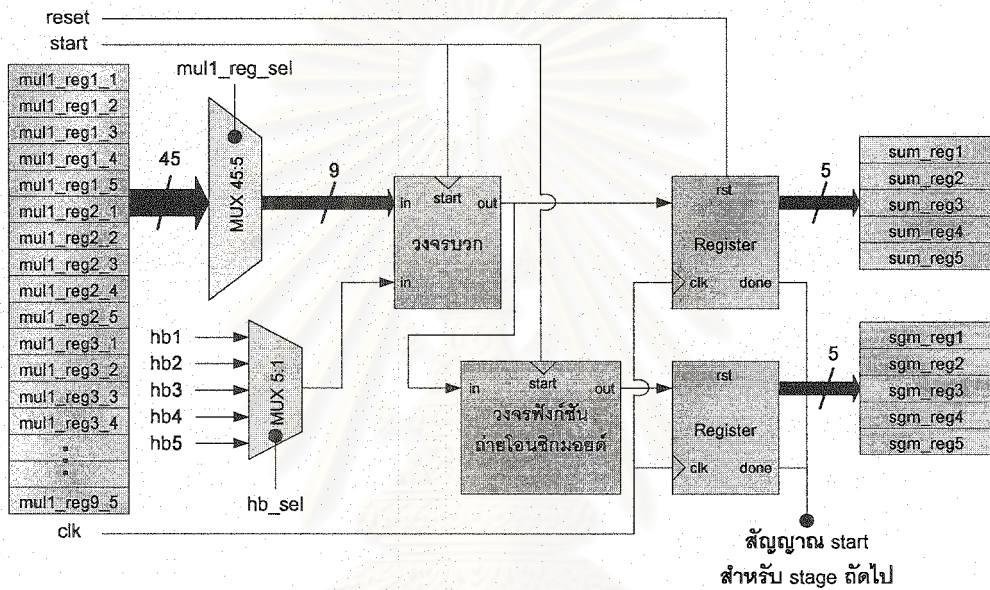 reset
start
mul1_reg1_1
mul1_reg1_2
mul1_reg1_3
mul1_reg1_4
mul1_reg1_5
mul1_reg2_1
mul1_reg2_2
mul1_reg2_3
mul1_reg2_4
mul1_reg2_5
mul1_reg3_1
mul1_reg3_2
mul1_reg3_3
mul1_reg3_4
mul1_reg9_5
clk
45
mul1_reg_sel
MUX 45:5
9
hb1
hb2
hb3
hb4
hb5
MUX 5:1
hb_sel
start
in
out
วงจรบวก
in
start
in
out
วงจรฟังก์ชัน
ถ่ายโอนซิกมอยด์
rst
Register
clk
done
5
sum_reg1
sum_reg2
sum_reg3
sum_reg4
sum_reg5
rst
Register
clk
done
5
sgm_reg1
sgm_reg2
sgm_reg3
sgm_reg4
sgm_reg5
สัญญาณ start
สำหรับ stage ถัดไป